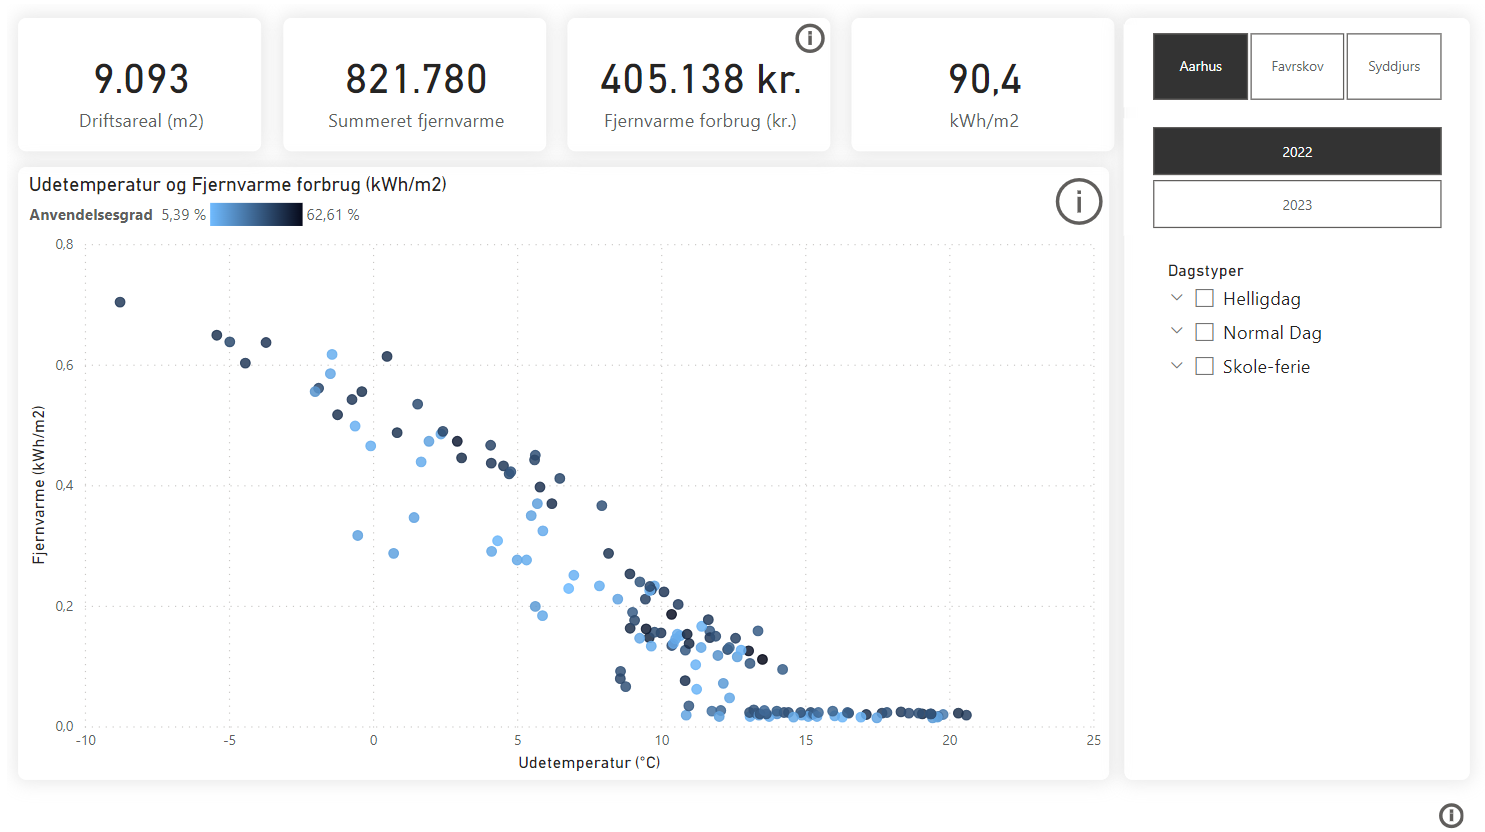 9.093
Driftsareal (m2)
821.780
Summeret fjernvarme
405.138 kr.
Fjernvarme forbrug (kr.)
90,4
kWh/m2
Aarhus
Favrskov
Syddjurs
2022
2023
Dagstyper
Helligdag
Normal Dag
Skole-ferie
Udetemperatur og Fjernvarme forbrug (kWh/m2)
Anvendelsesgrad 5,39 % 62,61 %
Fjernvarme (kWh/m2)
0,8
0,6
0,4
0,2
0,0
-10 -5 0 5 10 15 20 25
Udetemperatur (°C)